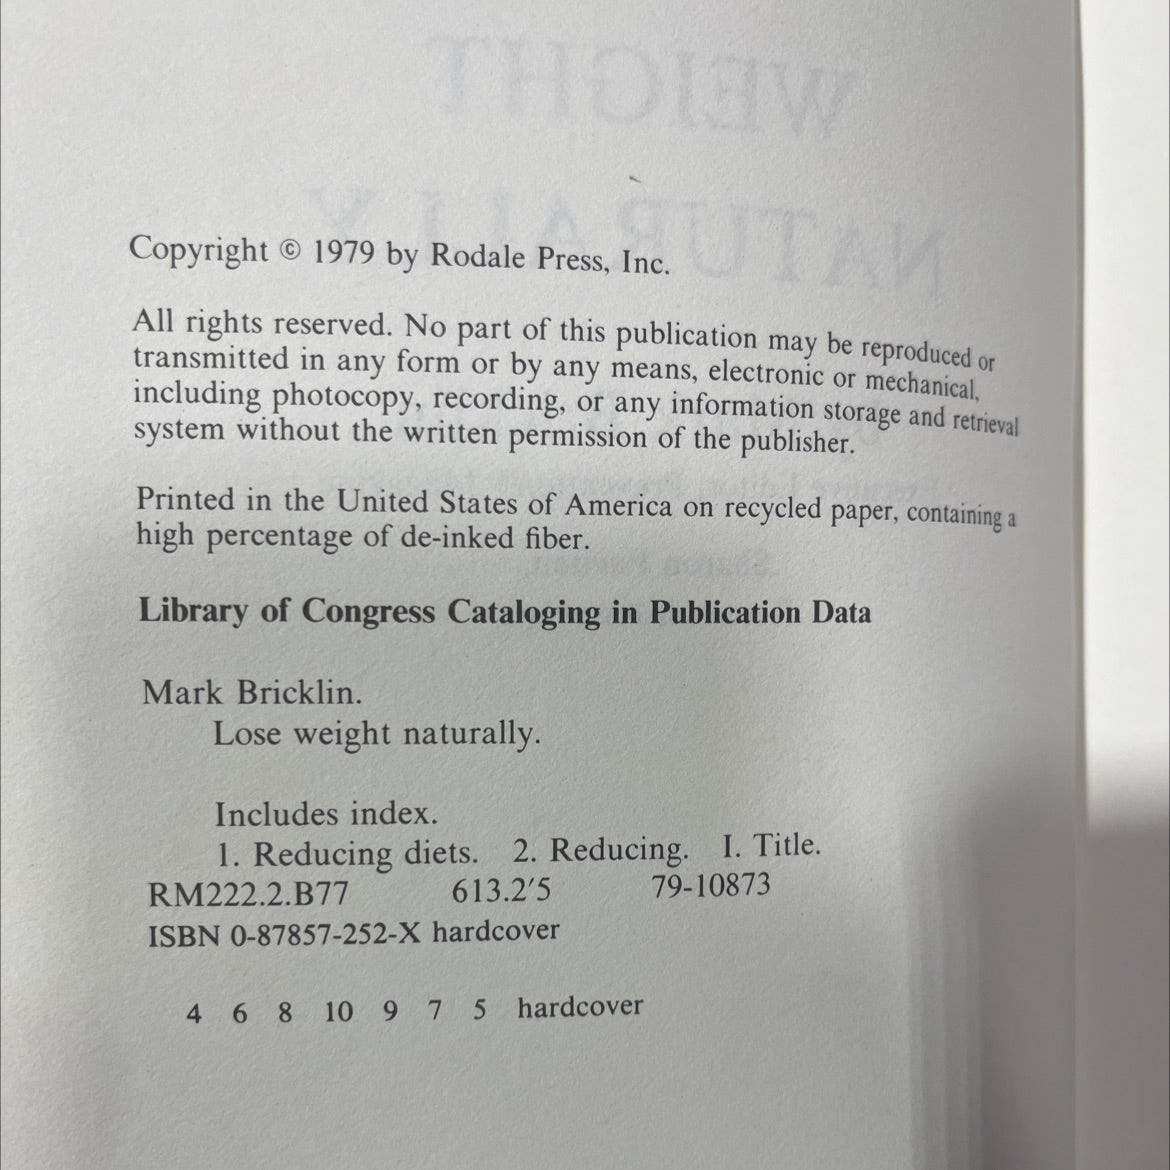 WEIGHT
NATURALLY
Copyright © 1979 by Rodale Press, Inc.
All rights reserved. No part of this publication may be reproduced or
transmitted in any form or by any means, electronic or mechanical,
including photocopy, recording, or any information storage and retrieval
system without the written permission of the publisher.
Printed in the United States of America on recycled paper, containing a
high percentage of de-inked fiber.
Library of Congress Cataloging in Publication Data
Mark Bricklin.
Lose weight naturally.
Includes index.
1. Reducing diets. 2. Reducing. I. Title.
RM222.2.B77 613.2'5 79-10873
ISBN 0-87857-252-X hardcover
4 6 8 10 9 7 5 hardcover